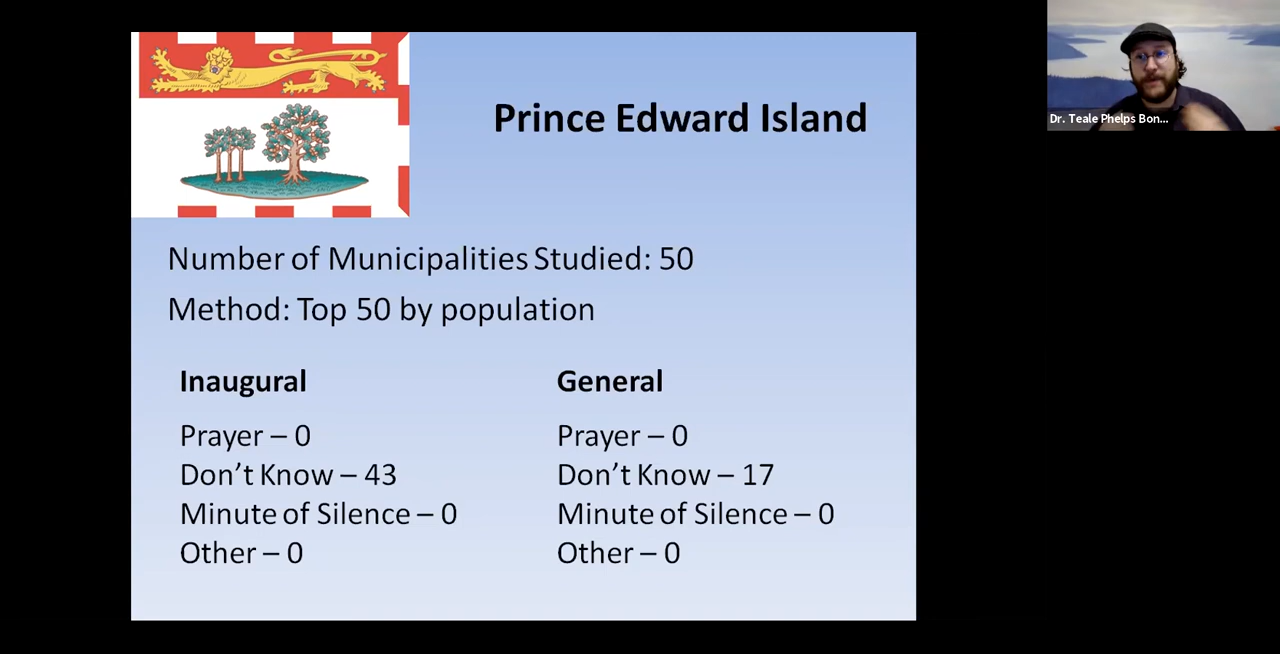 Prince Edward Island
Number of Municipalities Studied: 50
Method: Top 50 by population
Inaugural
Prayer – 0
Don’t Know – 43
Minute of Silence – 0
Other – 0
General
Prayer – 0
Don’t Know – 17
Minute of Silence – 0
Other – 0
Dr. Teale Phelps Bon...